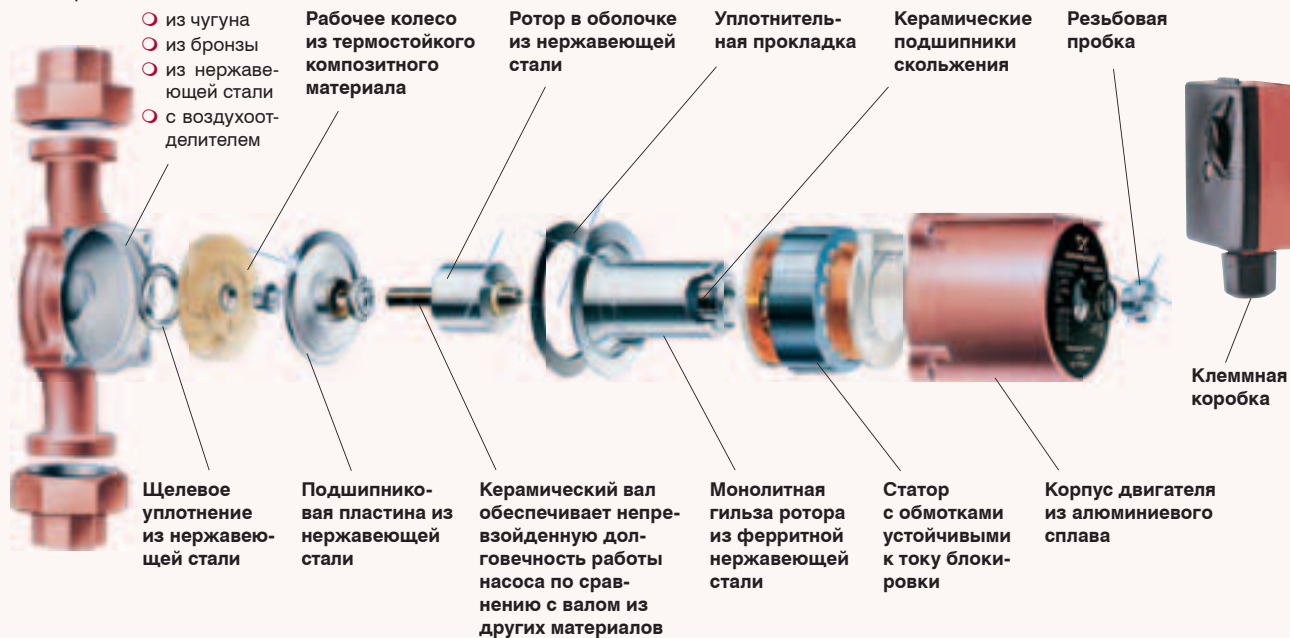 из чугуна
из бронзы
из нержаве-
ющей стали
с воздухоот-
делителем
Рабочее колесо
из термостойкого
композитного
материала
Ротор в оболочке
из нержавеющей
стали
Уплотнитель-
ная прокладка
Керамические
подшипники
скольжения
Резьбовая
пробка
Клеммная
коробка
Щелевое
уплотнение
из нержавею-
щей стали
Подшипнико-
вая пластина из
нержавеющей
стали
Керамический вал
обеспечивает непре-
взойденную дол-
говечность работы
насоса по срав-
нению с валом из
других материалов
Монолитная
гильза ротора
из ферритной
нержавеющей
стали
Статор
с обмотками
устойчивыми
к току блоки-
ровки
Корпус двигателя
из алюминиевого
сплава